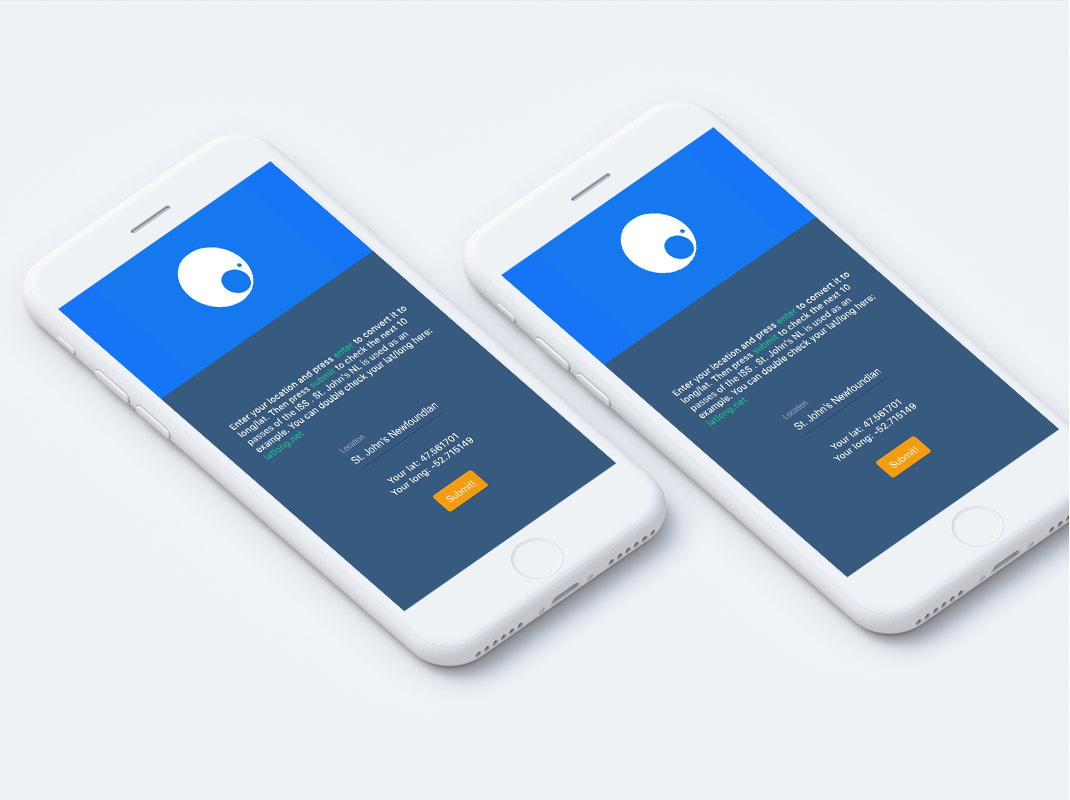 Enter your location and press enter to convert it to
long/lat. Then press submit to check the next 10
passes of the ISS . St. John's NL is used as an
example, You can double check your lat/long here:
latlong.net
Location
St. John's Newfoundlan
Your lat: 47.561701
Your long: -52.715149
Submit!
Enter your location and press enter to convert it to
long/lat. Then press submit to check the next 10
passes of the ISS . St. John's NL is used as an
example, You can double check your lat/long here:
latlong.net
Location
St. John's Newfoundlan
Your lat: 47.561701
Your long: -52.715149
Submit!